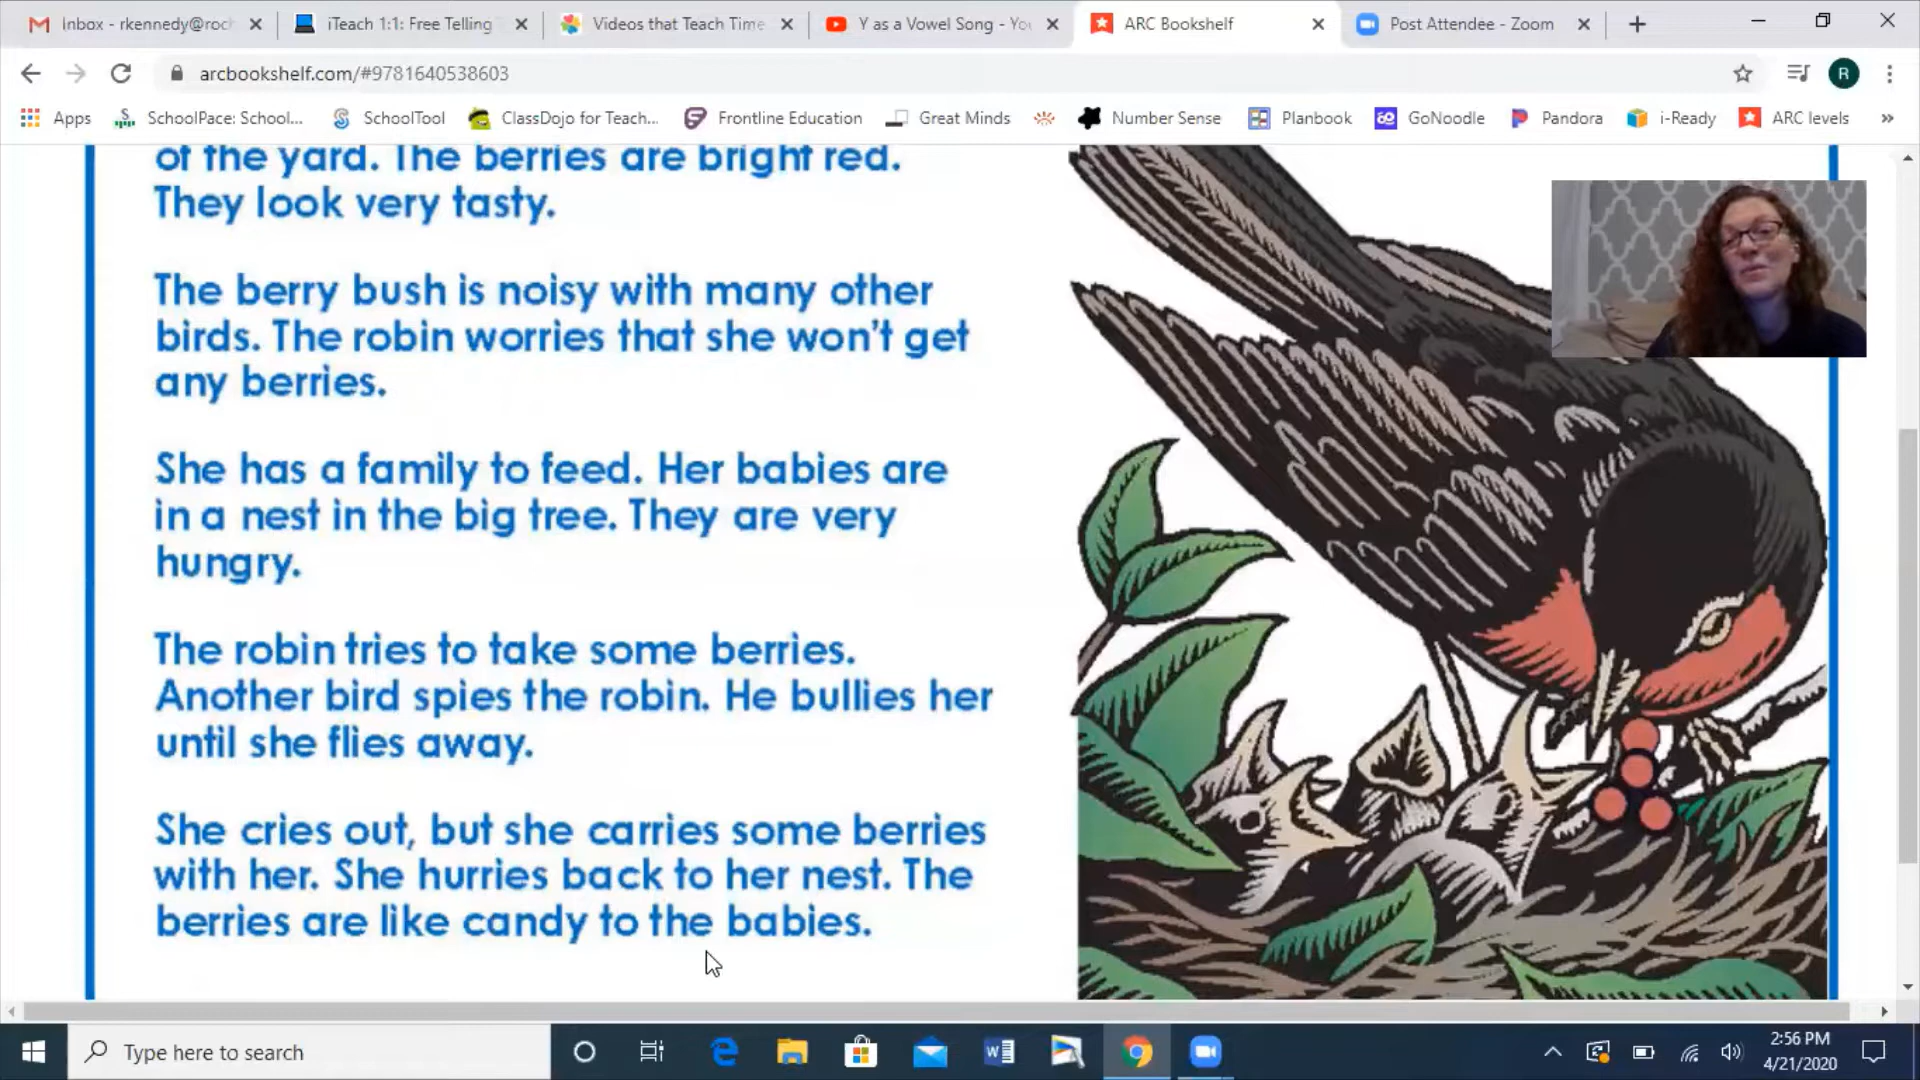 Inbox - rkennedy@roch
iTeach 1:1: Free Telling
Videos that Teach Time
Y as a Vowel Song - You
ARC Bookshelf
Post Attendee - Zoom
arcbookshelf.com/#9781640538603
R
Apps
SchoolPace: School...
SchoolTool
ClassDojo for Teach...
Frontline Education
Great Minds
Number Sense
Planbook
GoNoodle
Pandora
i-Ready
ARC levels
»
of the yard. The berries are bright red.
They look very tasty.
The berry bush is noisy with many other
birds. The robin worries that she won't get
any berries.
She has a family to feed. Her babies are
in a nest in the big tree. They are very
hungry.
The robin tries to take some berries.
Another bird spies the robin. He bullies her
until she flies away.
She cries out, but she carries some berries
with her. She hurries back to her nest. The
berries are like candy to the babies.
Type here to search
2:56 PM
4/21/2020